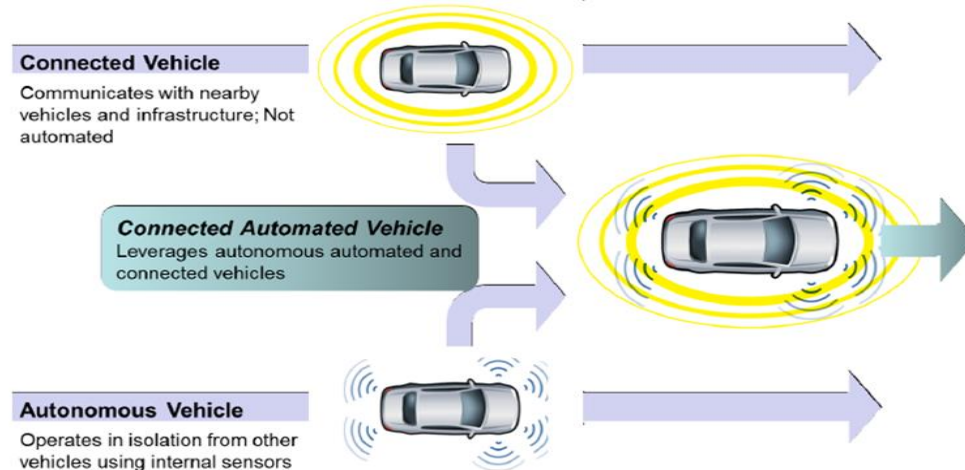 Connected Vehicle
Communicates with nearby
vehicles and infrastructure; Not
automated
Connected Automated Vehicle
Leverages autonomous automated and
connected vehicles
Autonomous Vehicle
Operates in isolation from other
vehicles using internal sensors